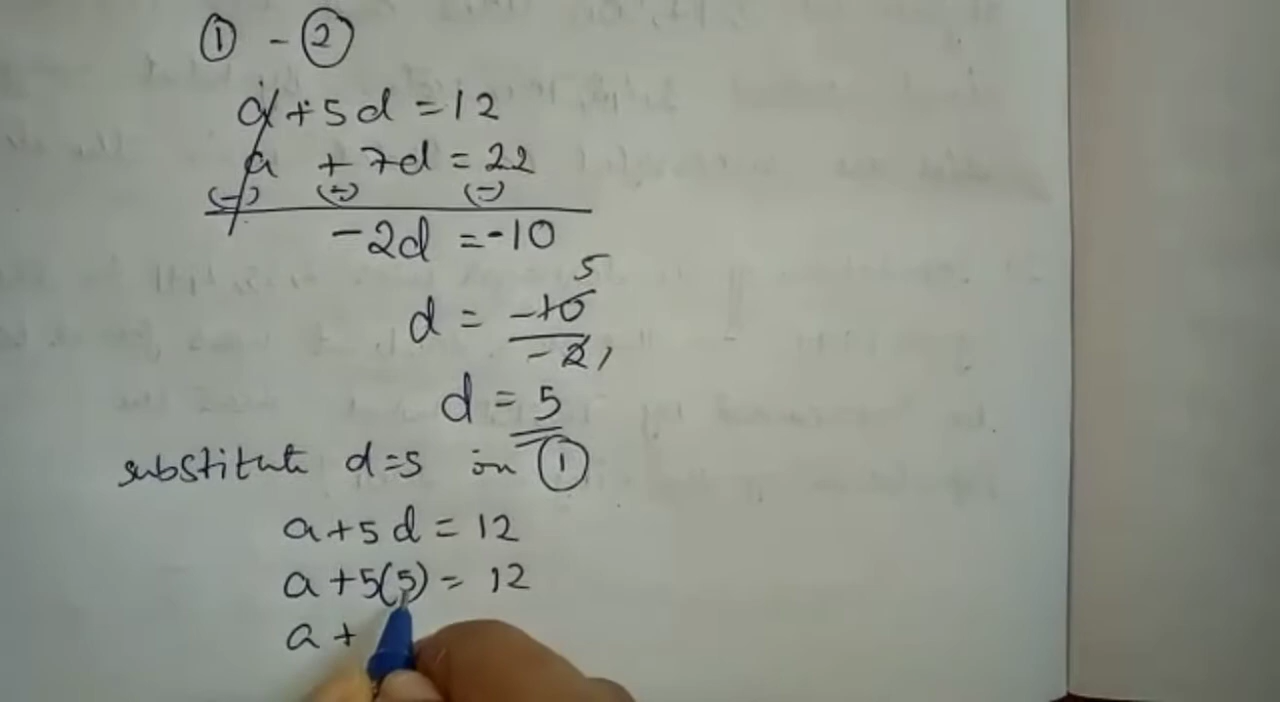 ① - ②
a + 5d = 12
a + 7d = 22
(-) (-) (-)
-2d = -10
5
d = -10
-2,
d = 5
substitute d=5 in ①
a + 5d = 12
a + 5(5) = 12
a +